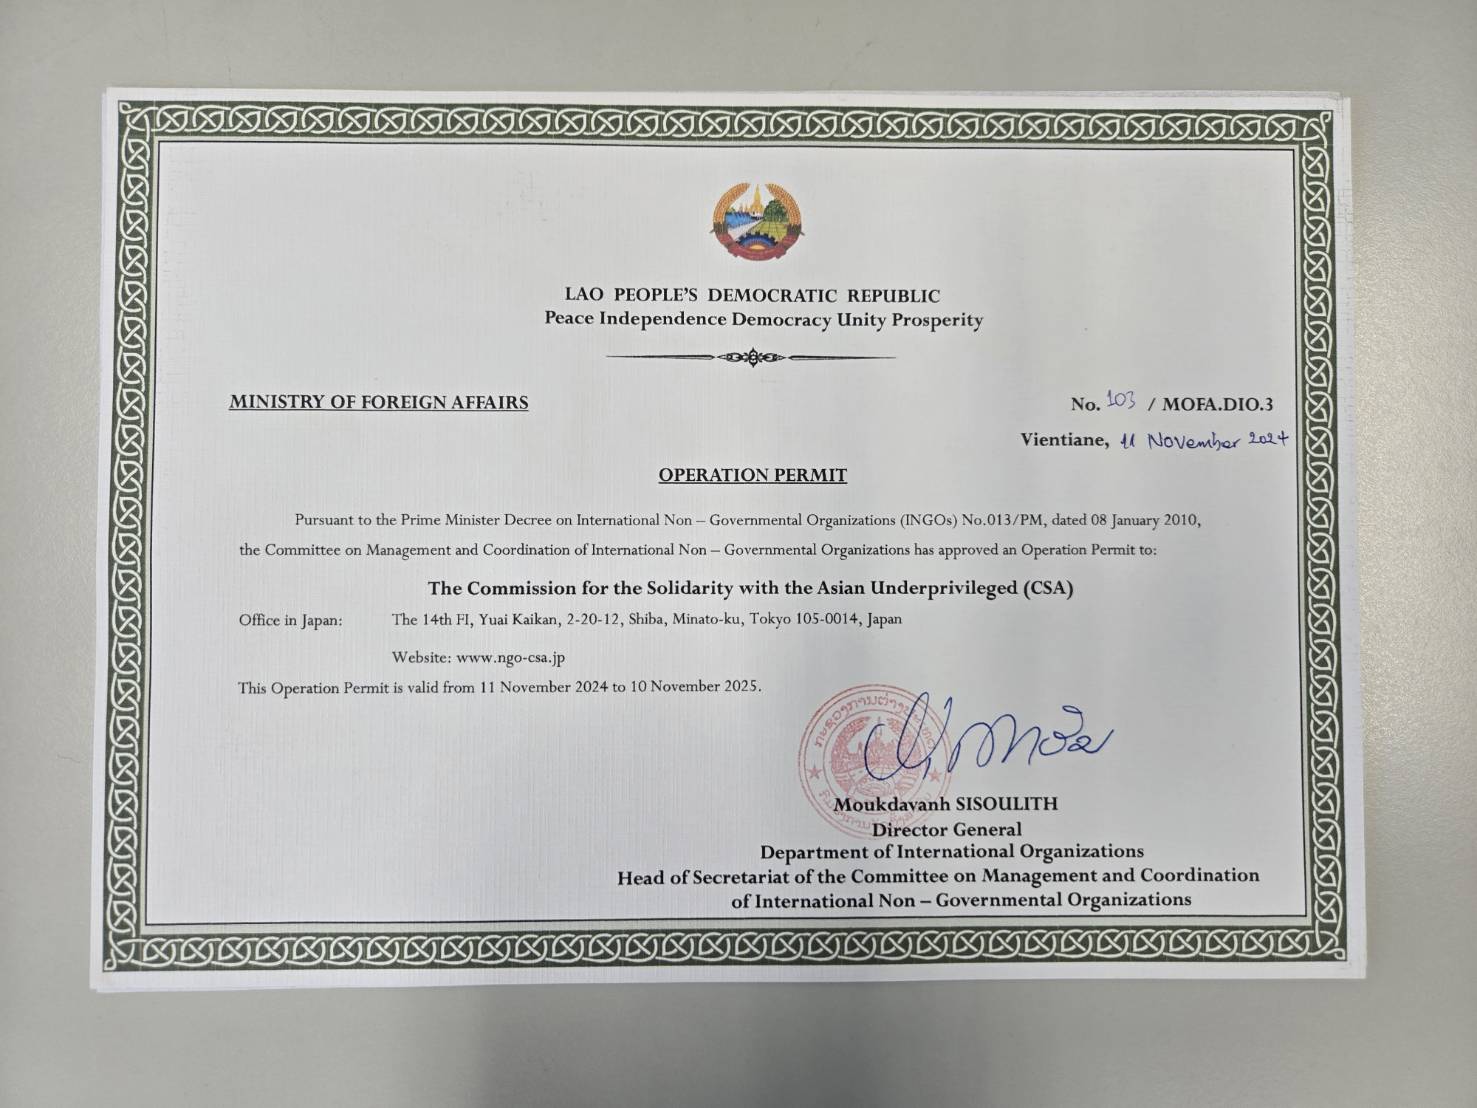 LAO PEOPLE'S DEMOCRATIC REPUBLIC
Peace Independence Democracy Unity Prosperity
MINISTRY OF FOREIGN AFFAIRS
No. 103 / MOFA.DIO.3
Vientiane, 11 November 2024
OPERATION PERMIT
Pursuant to the Prime Minister Decree on International Non – Governmental Organizations (INGOs) No.013/PM, dated 08 January 2010,
the Committee on Management and Coordination of International Non – Governmental Organizations has approved an Operation Permit to:
The Commission for the Solidarity with the Asian Underprivileged (CSA)
Office in Japan: The 14th FI, Yuai Kaikan, 2-20-12, Shiba, Minato-ku, Tokyo 105-0014, Japan
Website: www.ngo-csa.jp
This Operation Permit is valid from 11 November 2024 to 10 November 2025.
Moukdavanh SISOULITH
Director General
Department of International Organizations
Head of Secretariat of the Committee on Management and Coordination
of International Non – Governmental Organizations